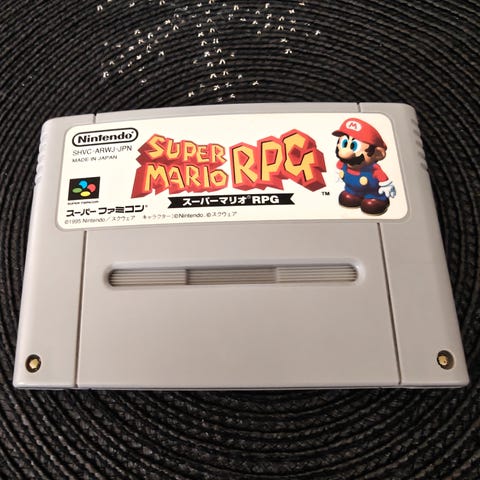 Nintendo
SHVC-ARWJ-JPN
MADE IN JAPAN
SUPER
MARIO RPG
™
スーパーマリオ® RPG
SUPER FAMICOM
スーパーファミコン®
©1995 Nintendo／スクウェア キャラクター：©Nintendo、©スクウェア
M